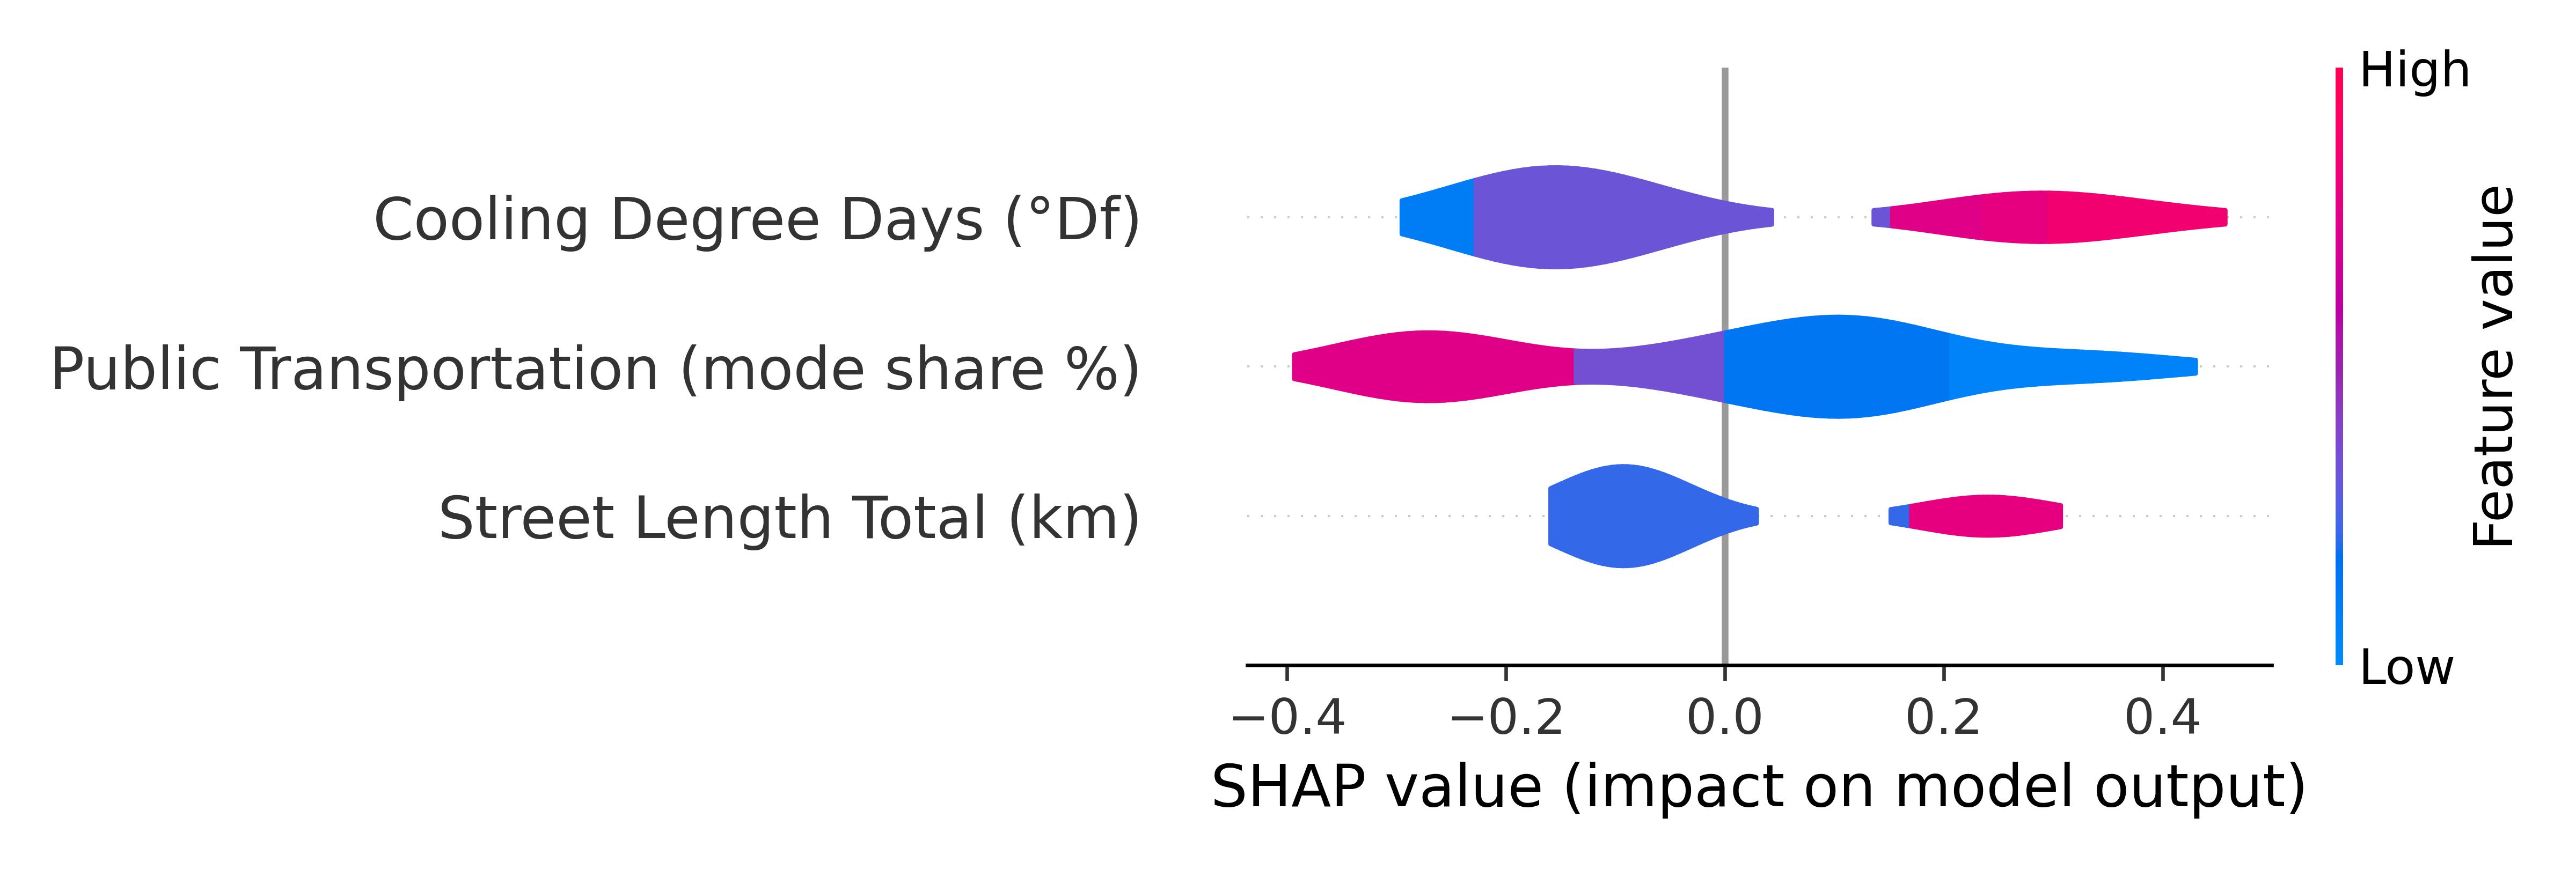 High
Cooling Degree Days (°Df)
Public Transportation (mode share %)
Street Length Total (km)
Feature value
Low
−0.4 −0.2 0.0 0.2 0.4
SHAP value (impact on model output)